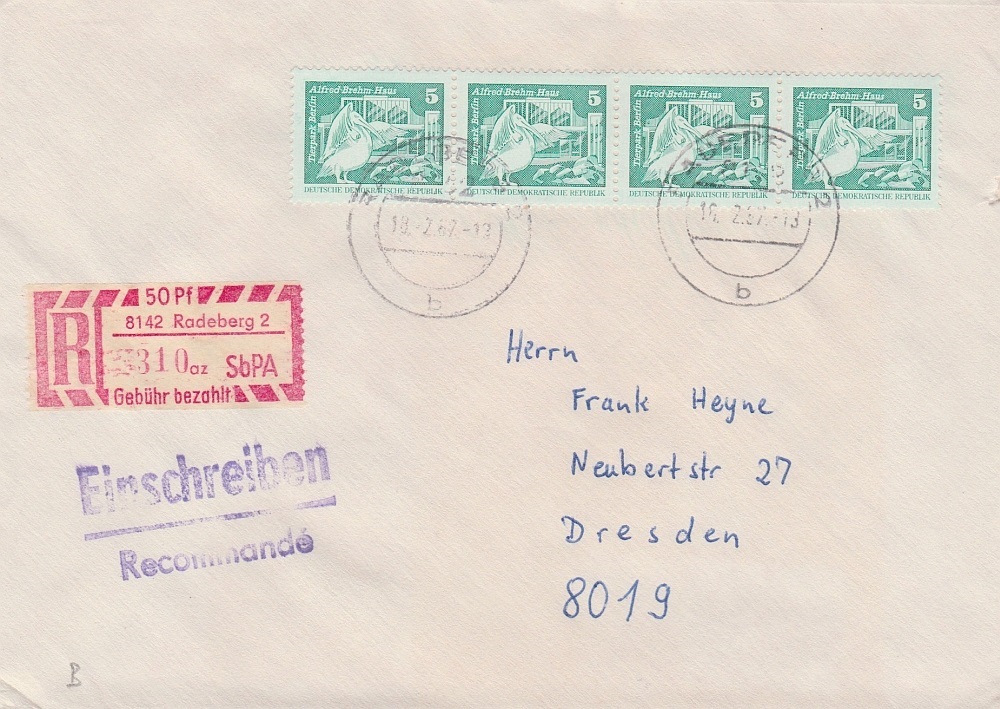 Alfred-Brehm-Haus 5
Tierpark Berlin
DEUTSCHE DEMOKRATISCHE REPUBLIK
Alfred-Brehm-Haus 5
Tierpark Berlin
DEUTSCHE DEMOKRATISCHE REPUBLIK
Alfred-Brehm-Haus 5
Tierpark Berlin
DEUTSCHE DEMOKRATISCHE REPUBLIK
Alfred-Brehm-Haus 5
Tierpark Berlin
DEUTSCHE DEMOKRATISCHE REPUBLIK
b
b
50 Pf
R
8142 Radeberg 2
310 az SbPA
Gebühr bezahlt
Einschreiben
Recommandé
Herrn
Frank Heyne
Neubertstr 27
Dresden
8019
B